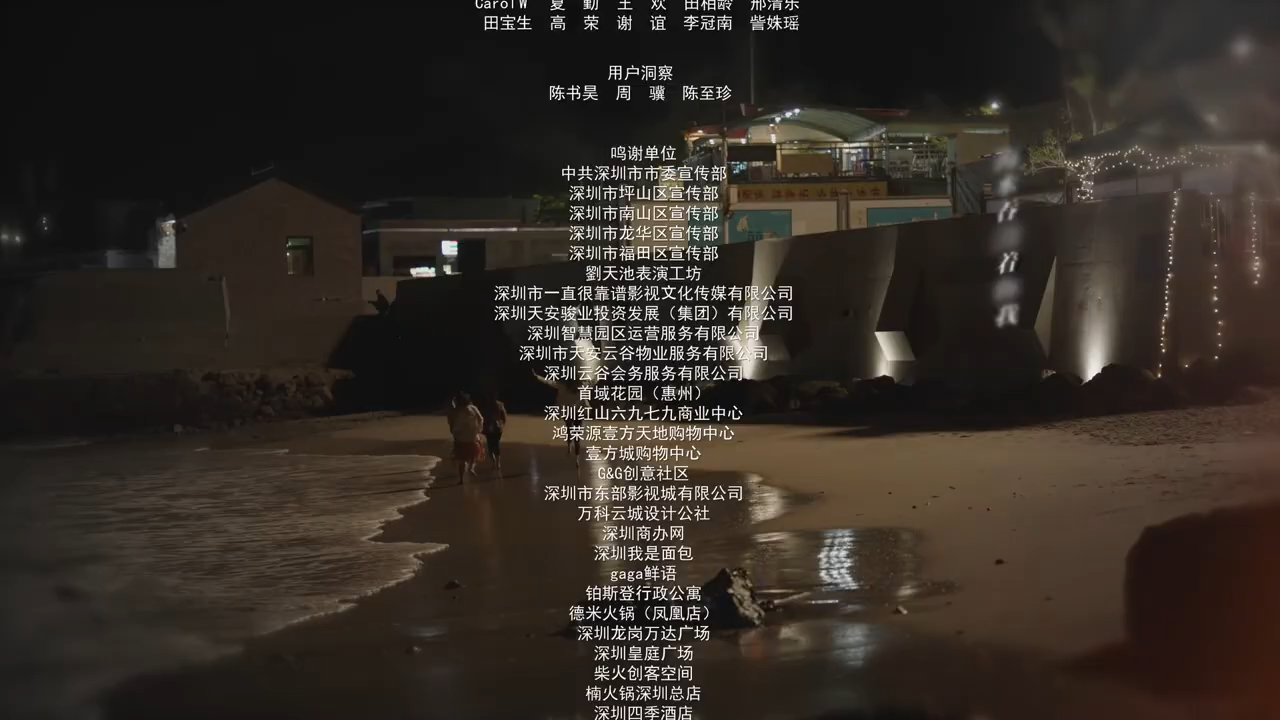 CarolW 夏 勤 王 欢 田相龄 邢清乐
田宝生 高 荣 谢 谊 李冠南 訾姝瑶
用户洞察
陈书昊 周 骥 陈至珍
鸣谢单位
中共深圳市市委宣传部
深圳市坪山区宣传部
深圳市南山区宣传部
深圳市龙华区宣传部
深圳市福田区宣传部
劉天池表演工坊
深圳市一直很靠谱影视文化传媒有限公司
深圳天安骏业投资发展（集团）有限公司
深圳智慧园区运营服务有限公司
深圳市天安云谷物业服务有限公司
深圳云谷会务服务有限公司
首域花园（惠州）
深圳红山六九七九商业中心
鸿荣源壹方天地购物中心
壹方城购物中心
G&G创意社区
深圳市东部影视城有限公司
万科云城设计公社
深圳商办网
深圳我是面包
gaga鲜语
铂斯登行政公寓
德米火锅（凤凰店）
深圳龙岗万达广场
深圳皇庭广场
柴火创客空间
楠火锅深圳总店
深圳四季酒店